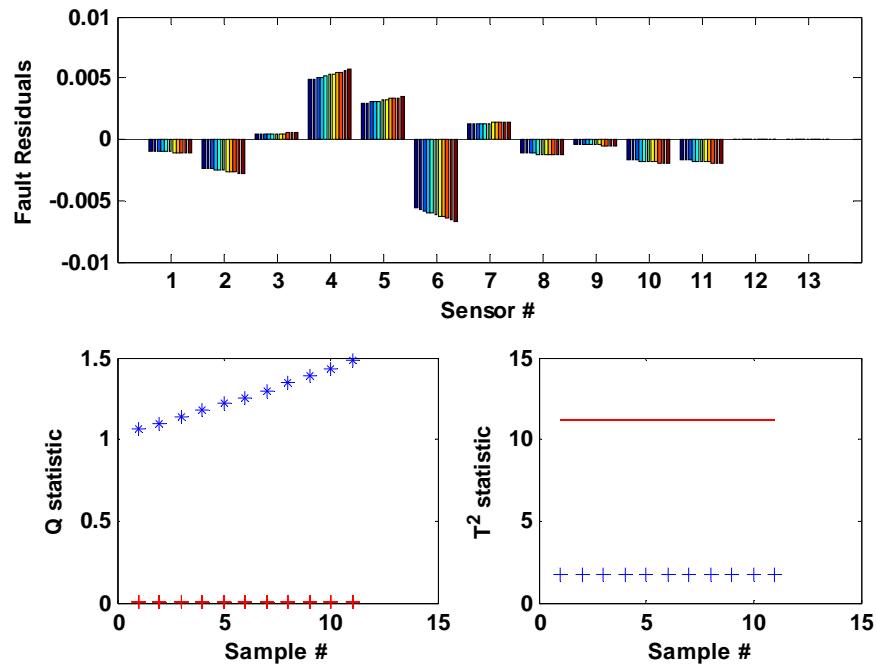 0.01
0.005
0
-0.005
-0.01
Fault Residuals
1 2 3 4 5 6 7 8 9 10 11 12 13
Sensor #
1.5
1
0.5
0
Q statistic
0 5 10 15
Sample #
15
10
5
0
T² statistic
0 5 10 15
Sample #